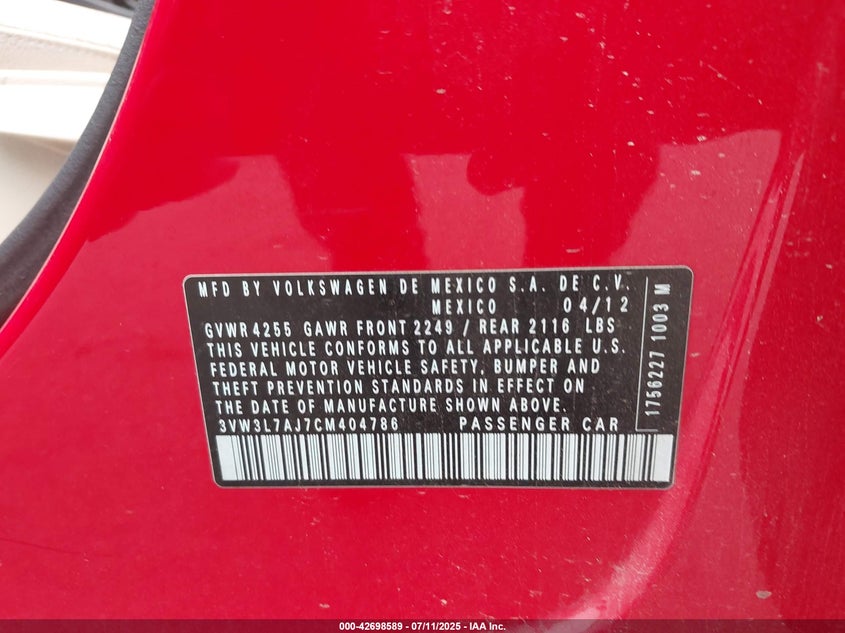 MFD BY VOLKSWAGEN DE MEXICO S.A. DE C.V.
MEXICO 04/12
GVWR 4255 GAWR FRONT 2249 / REAR 2116 LBS
THIS VEHICLE CONFORMS TO ALL APPLICABLE U.S.
FEDERAL MOTOR VEHICLE SAFETY, BUMPER AND
THEFT PREVENTION STANDARDS IN EFFECT ON
THE DATE OF MANUFACTURE SHOWN ABOVE.
3VW3L7AJ7CM404786 PASSENGER CAR
1756227 1003 M
000-42698589 - 07/11/2025 - IAA Inc.